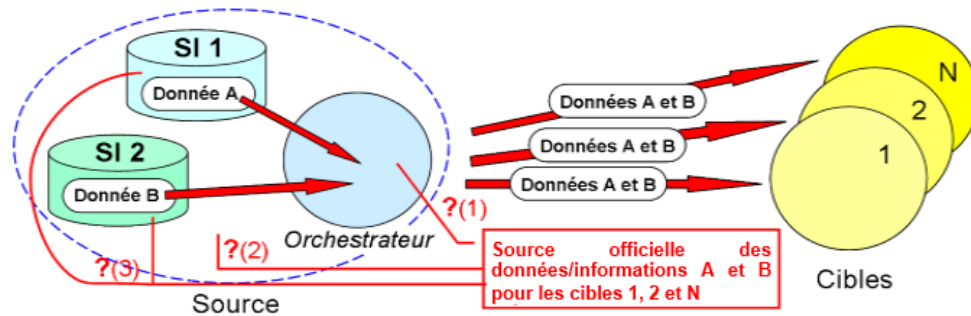 SI 1
Donnée A
SI 2
Donnée B
Orchestrateur
Source
?(1)
?(2)
?(3)
Données A et B
Données A et B
Données A et B
N
2
1
Cibles
Source officielle des
données/informations A et B
pour les cibles 1, 2 et N